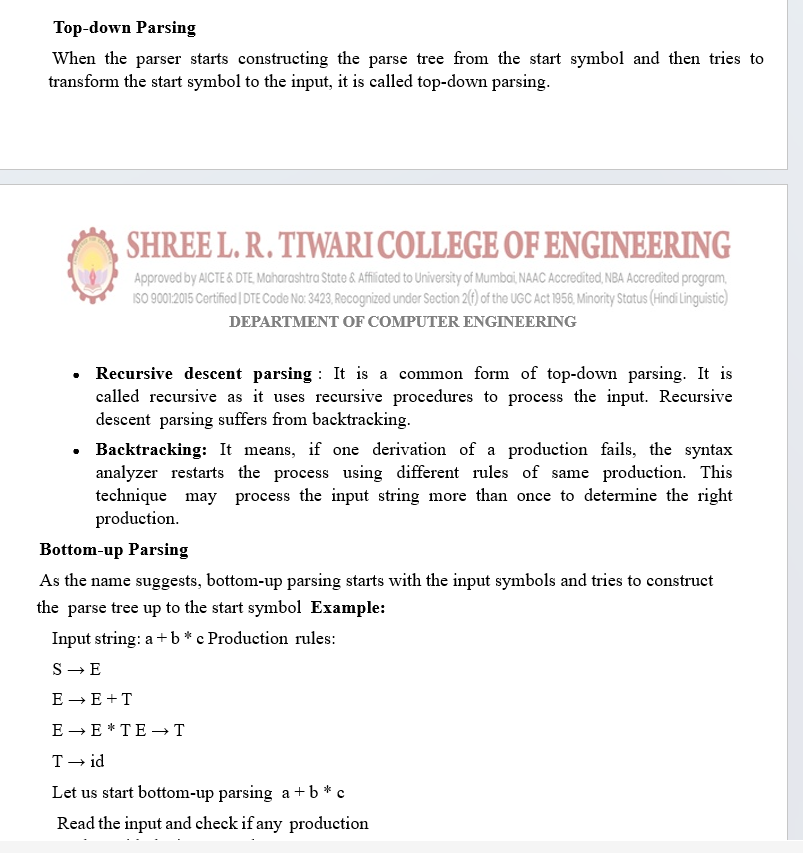 Top-down Parsing
When the parser starts constructing the parse tree from the start symbol and then tries to
transform the start symbol to the input, it is called top-down parsing.
SHREE L. R. TIWARI COLLEGE OF ENGINEERING
Approved by AICTE & DTE, Maharashtra State & Affiliated to University of Mumbai, NAAC Accredited, NBA Accredited program,
ISO 9001:2015 Certified | DTE Code No: 3423, Recognized under Section 2(f) of the UGC Act 1956, Minority Status (Hindi Linguistic)
DEPARTMENT OF COMPUTER ENGINEERING
• Recursive descent parsing : It is a common form of top-down parsing. It is
called recursive as it uses recursive procedures to process the input. Recursive
descent parsing suffers from backtracking.
• Backtracking: It means, if one derivation of a production fails, the syntax
analyzer restarts the process using different rules of same production. This
technique may process the input string more than once to determine the right
production.
Bottom-up Parsing
As the name suggests, bottom-up parsing starts with the input symbols and tries to construct
the parse tree up to the start symbol Example:
Input string: a + b * c Production rules:
S → E
E → E + T
E → E * T E → T
T → id
Let us start bottom-up parsing a + b * c
Read the input and check if any production